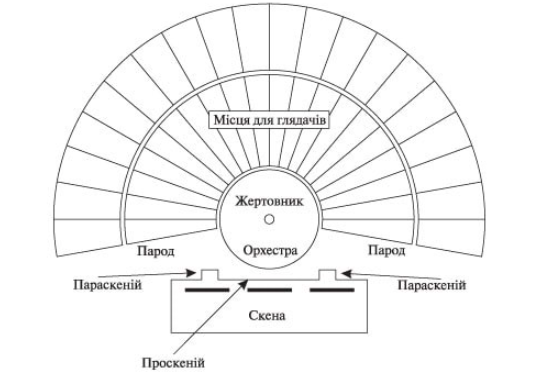 Місця для глядачів
Жертовник
Орхестра
Парод
Парод
Параскеній
Параскеній
Скена
Проскеній